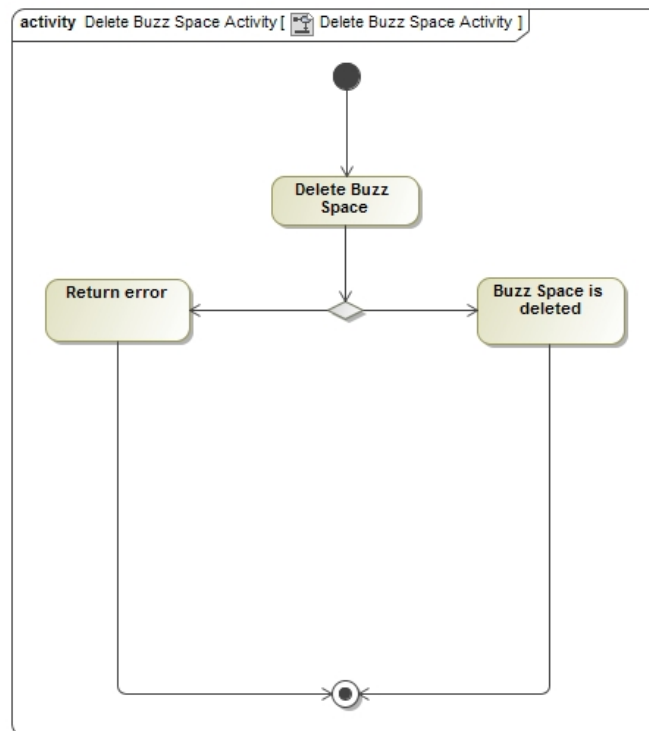 activity Delete Buzz Space Activity [ Delete Buzz Space Activity ]
Delete Buzz
Space
Return error
Buzz Space is
deleted